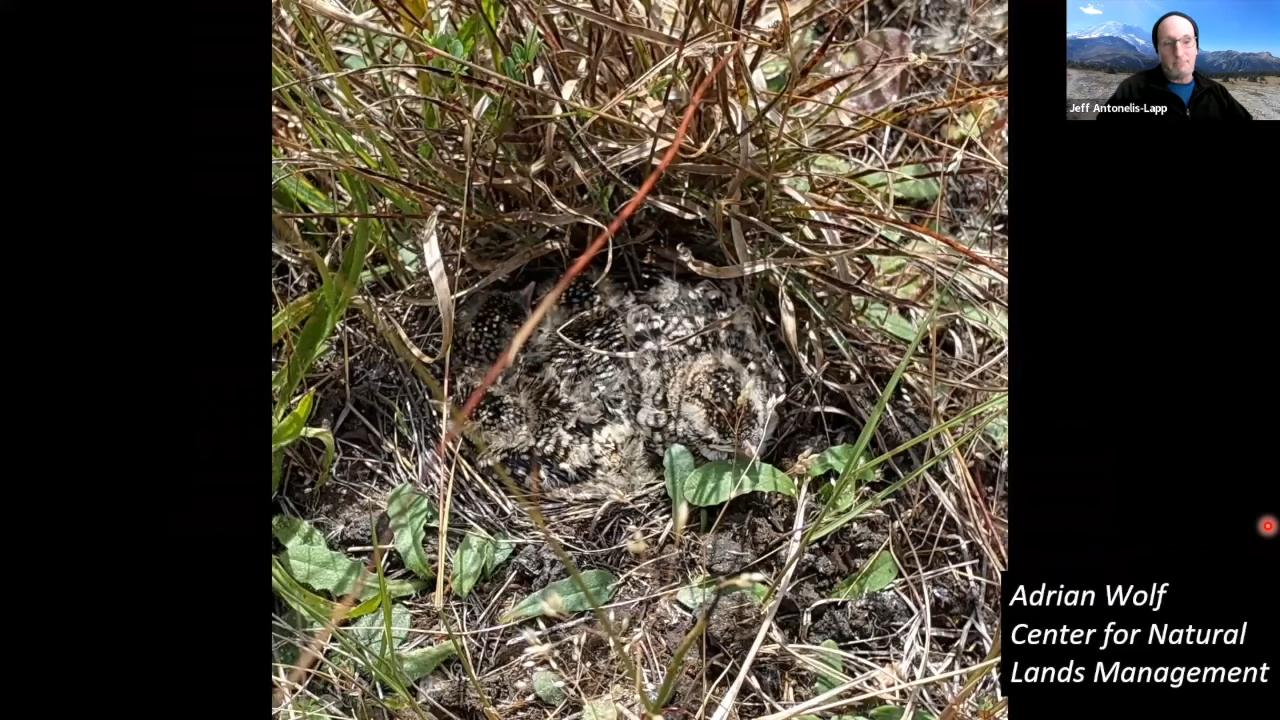 Jeff Antonelis-Lapp
Adrian Wolf
Center for Natural
Lands Management